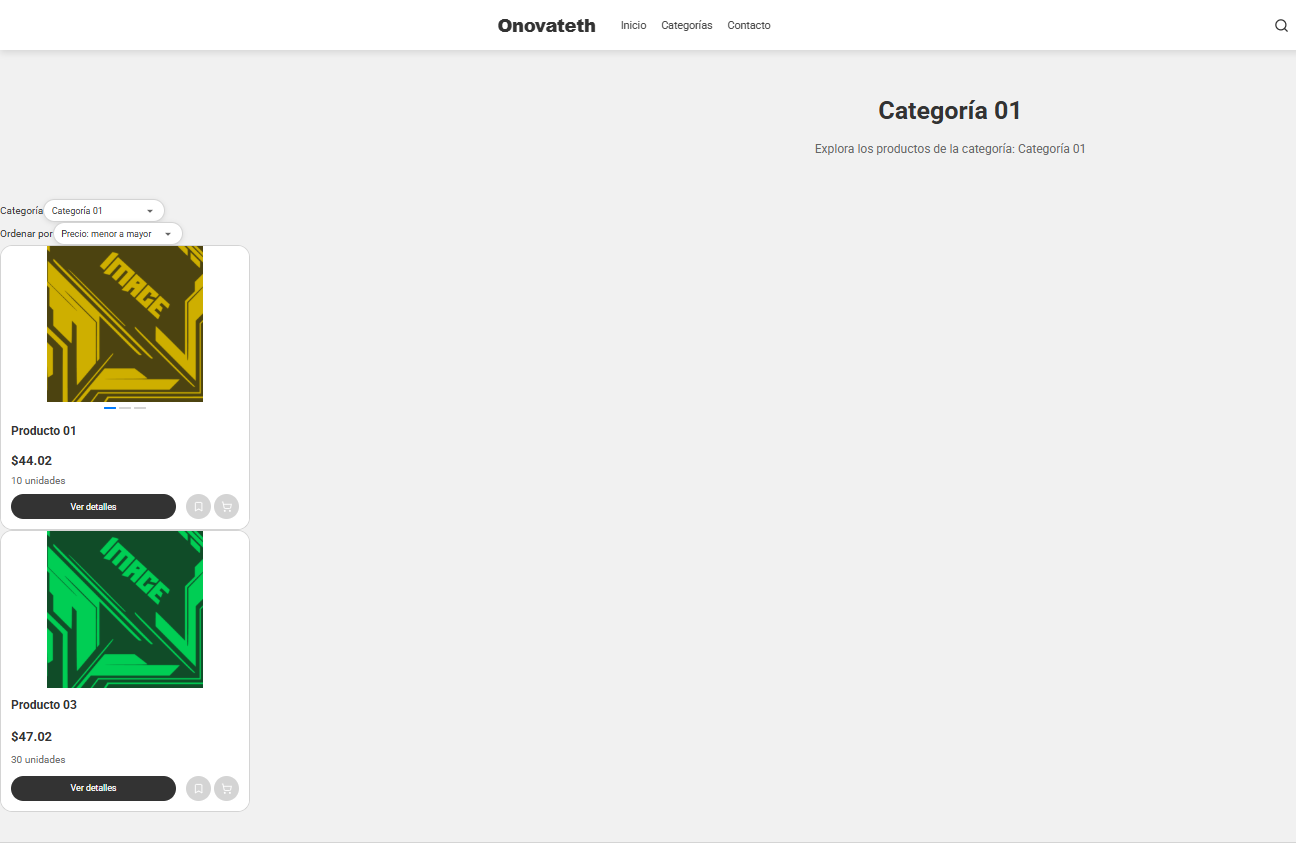 Onovateth Inicio Categorías Contacto
Categoría 01
Explora los productos de la categoría: Categoría 01
Categoría Categoría 01
Ordenar por Precio: menor a mayor
IMAGE
Producto 01
$44.02
10 unidades
Ver detalles
IMAGE
Producto 03
$47.02
30 unidades
Ver detalles